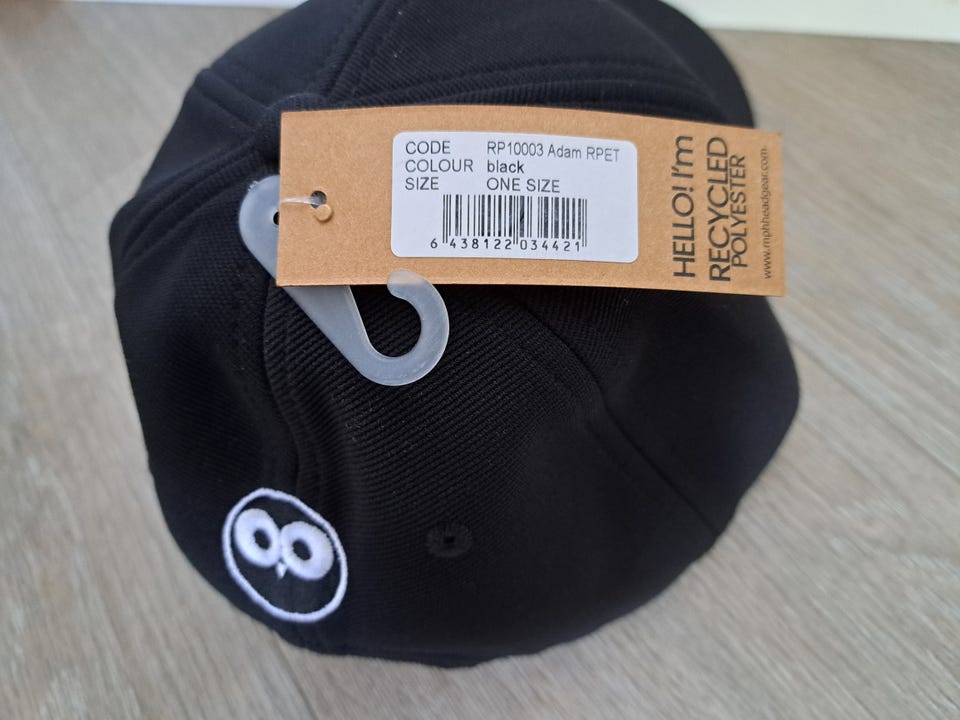 CODE RP10003 Adam RPET
COLOUR black
SIZE ONE SIZE
6 438122 034421
HELLO! I'm
RECYCLED
POLYESTER
www.mphheadgear.com